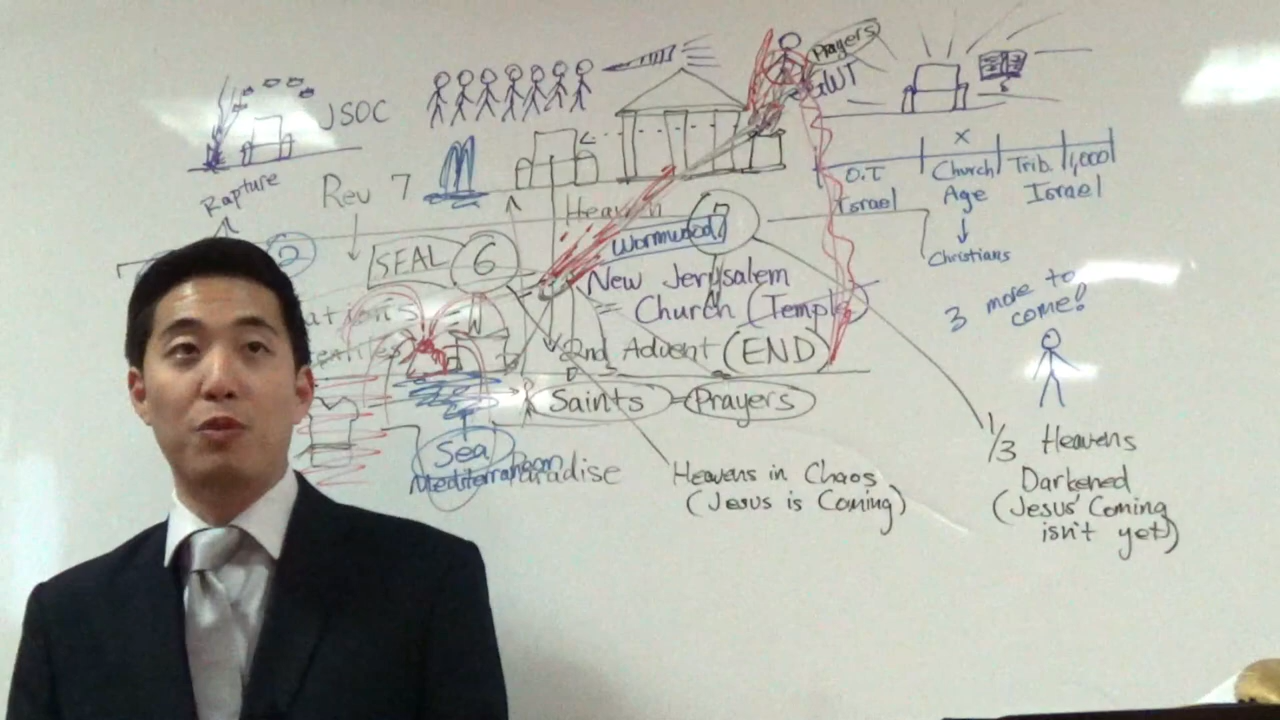 Prayers
GWT
JSOC
Rapture
Rev 7
O.T
Israel
x
Church
Age
Trib.
1,000
Israel
Christians
Heaven
Wormwood
7
2
SEAL 6
New Jerusalem
= Church (Temple)
2nd Advent (END)
Saints = Prayers
Sea
Mediterranean
Paradise
Heavens in Chaos
(Jesus is Coming)
3 more to
come!
1/3 Heavens
Darkened
(Jesus' Coming
isn't yet)